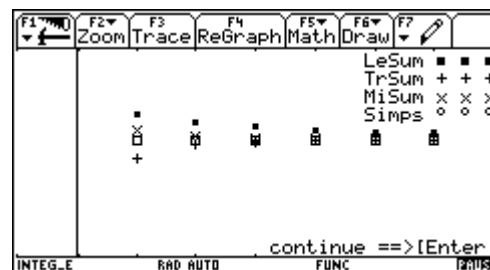 F1 F2 F3 F4 F5 F6 F7
Zoom Trace ReGraph Math Draw
LeSum
TrSum
MiSum
Simps
continue ==>[Enter
INTEG_E RAD AUTO FUNC PAUS